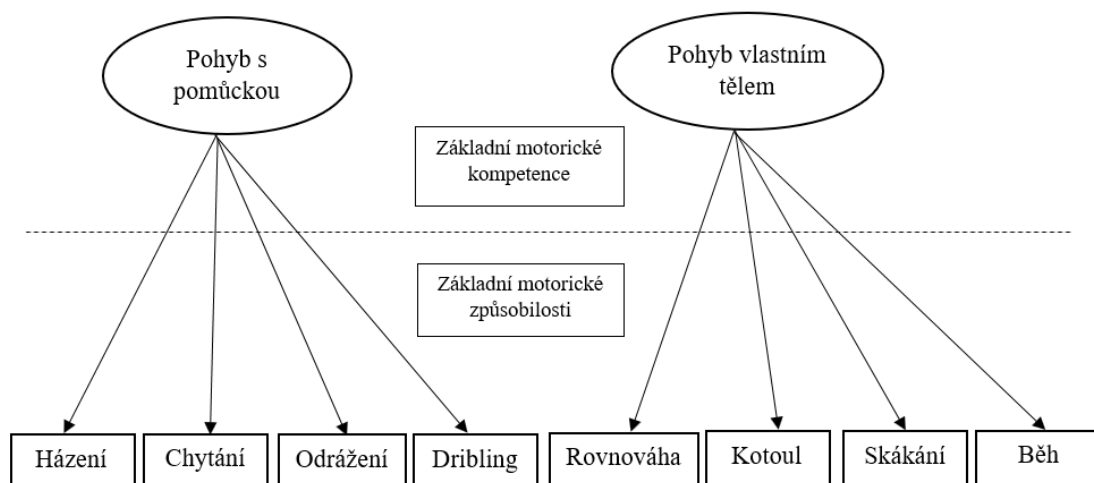 Pohyb s
pomůckou
Pohyb vlastním
tělem
Základní motorické
kompetence
Základní motorické
způsobilosti
Házení
Chytání
Odrážení
Dribling
Rovnováha
Kotoul
Skákání
Běh